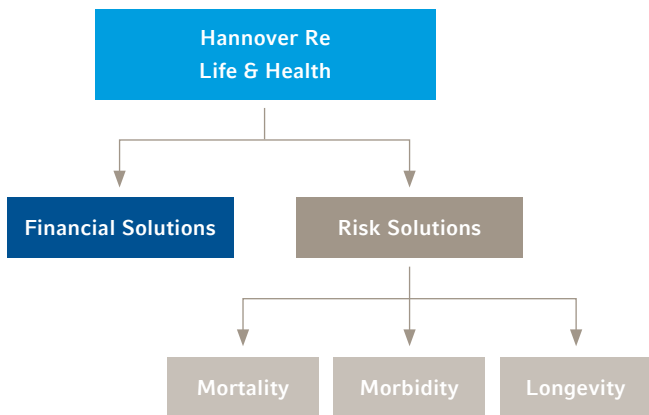 Hannover Re
Life & Health
Financial Solutions
Risk Solutions
Mortality
Morbidity
Longevity